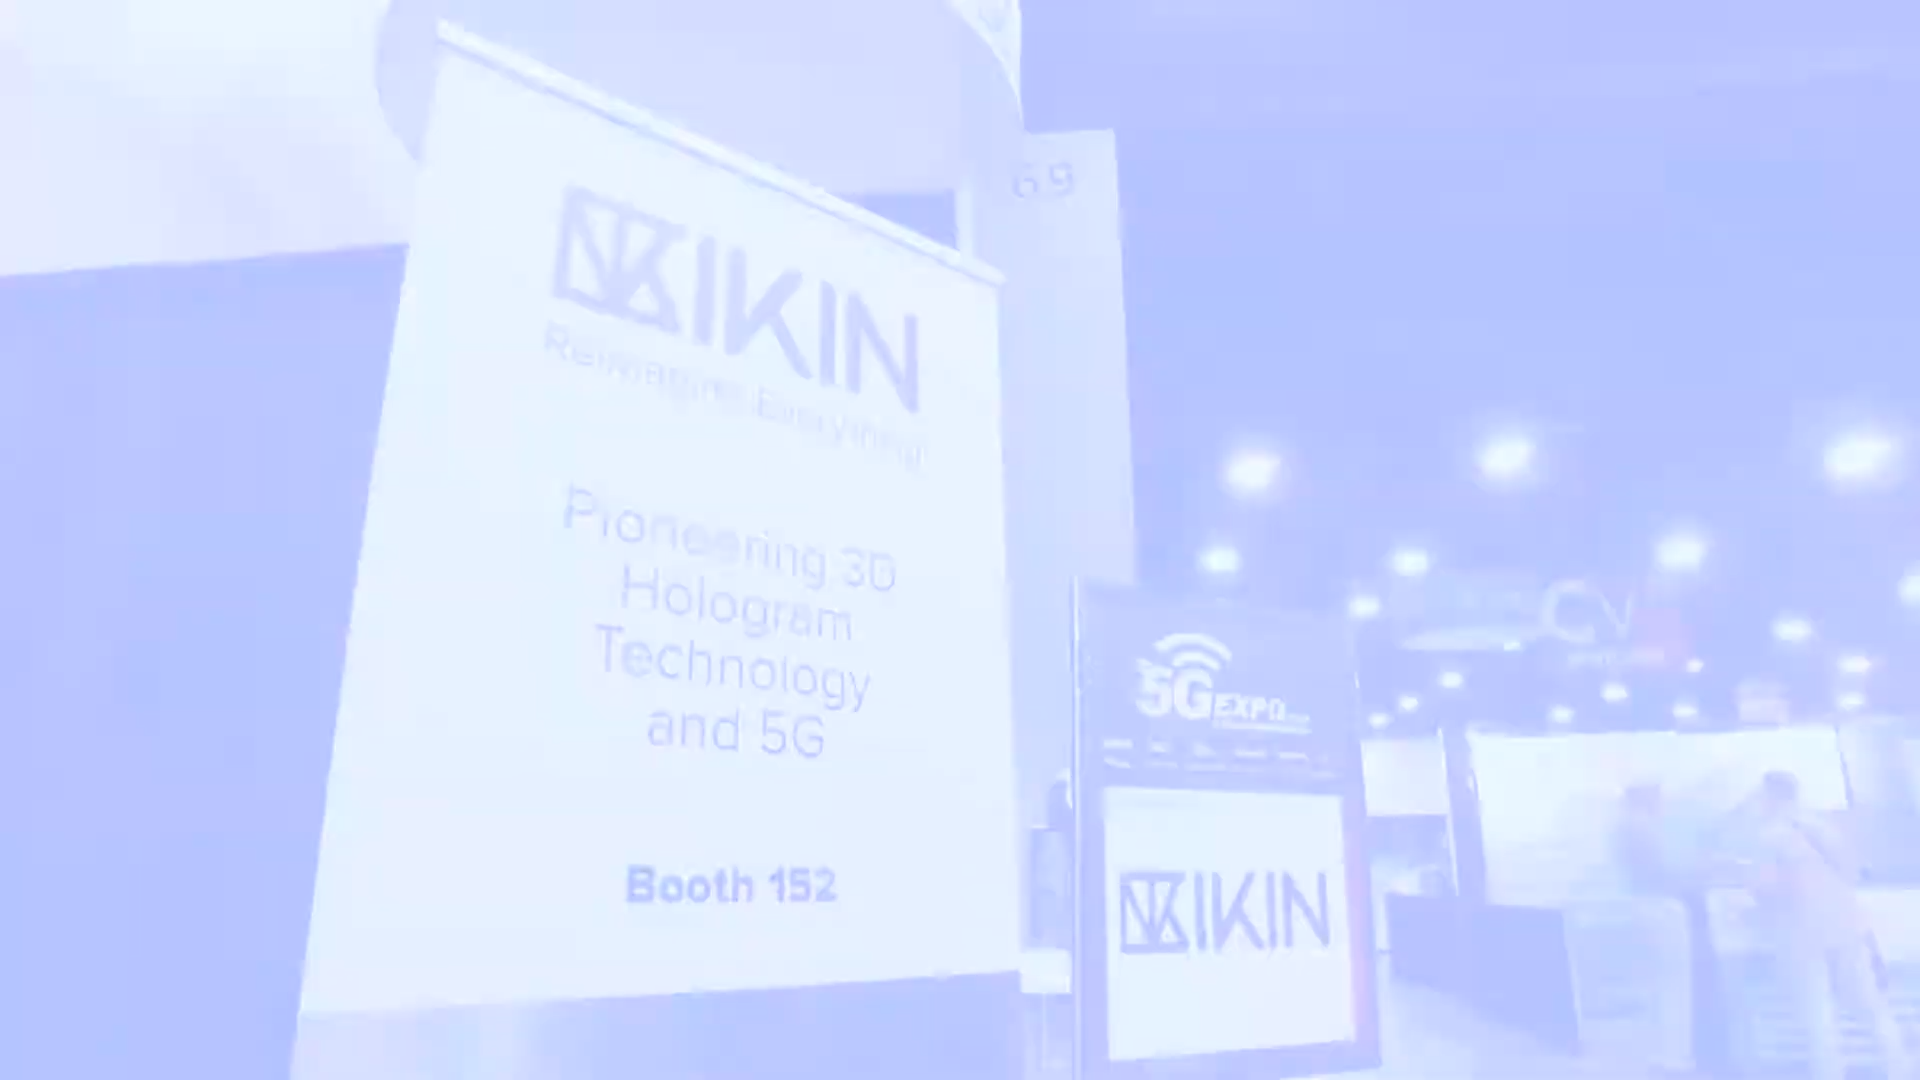 IKIN
Reimagine Everything
Pioneering 3D
Hologram
Technology
and 5G
Booth 152
69
5G EXPO
IKIN